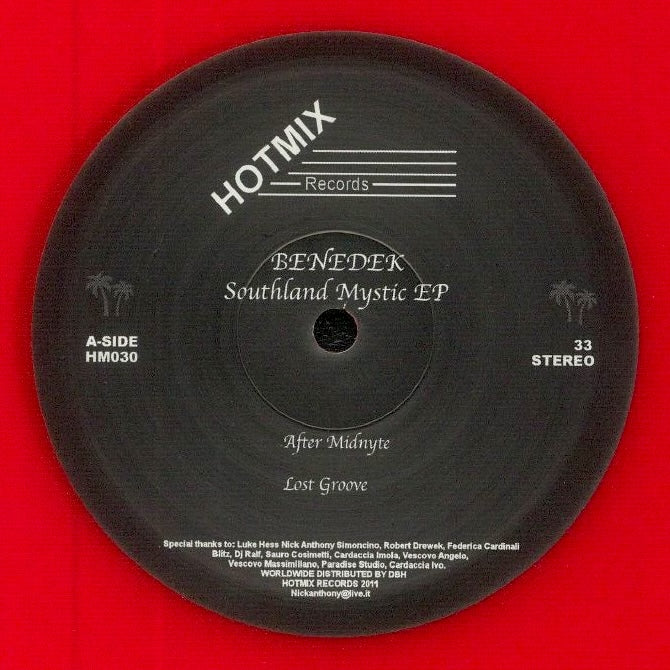 HOTMIX
Records
BENEDEK
Southland Mystic EP
A-SIDE
HM030
33
STEREO
After Midnyte
Lost Groove
Special thanks to: Luke Hess Nick Anthony Simoncino, Robert Drewek, Federica Cardinali
Blitz, Dj Ralf, Sauro Cosimetti, Cardaccia Imola, Vescovo Angelo,
Vescovo Massimiliano, Paradise Studio, Cardaccia Ivo.
WORLDWIDE DISTRIBUTED BY DBH
HOTMIX RECORDS 2011
Nickanthony@live.it